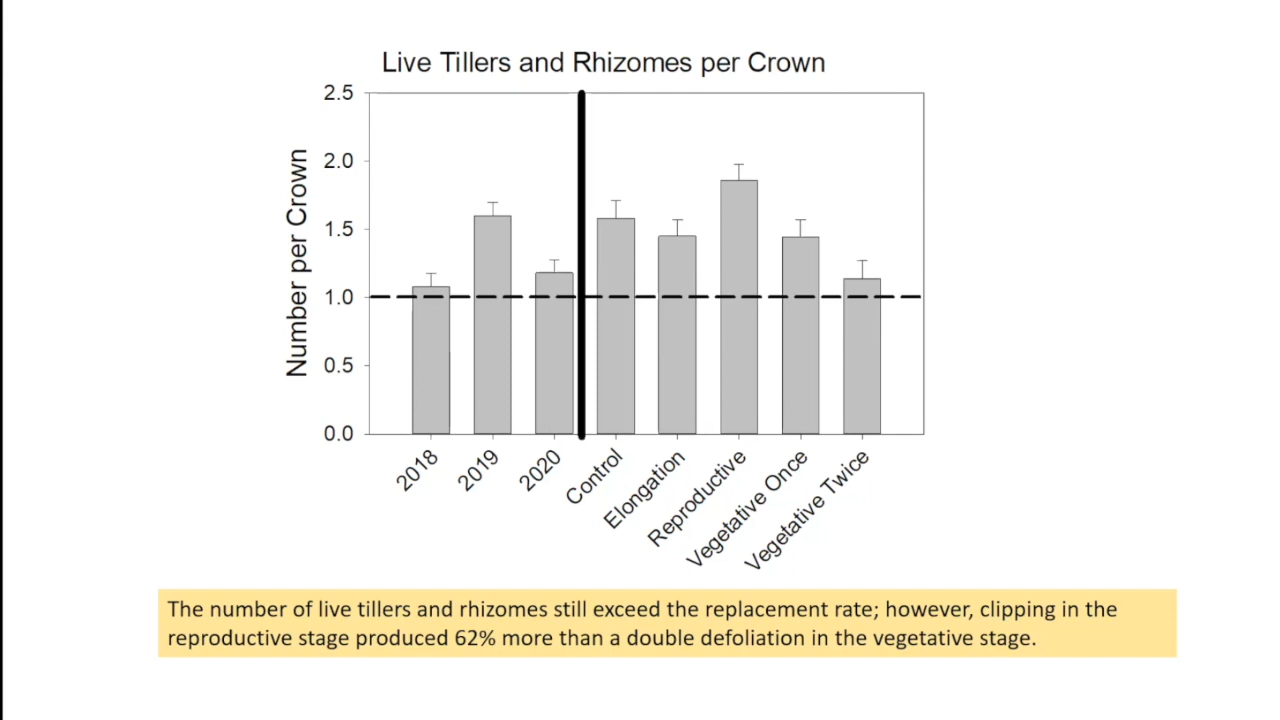 Live Tillers and Rhizomes per Crown
Number per Crown
2.5
2.0
1.5
1.0
0.5
0.0
2018
2019
2020
Control
Elongation
Reproductive
Vegetative Once
Vegetative Twice
The number of live tillers and rhizomes still exceed the replacement rate; however, clipping in the
reproductive stage produced 62% more than a double defoliation in the vegetative stage.